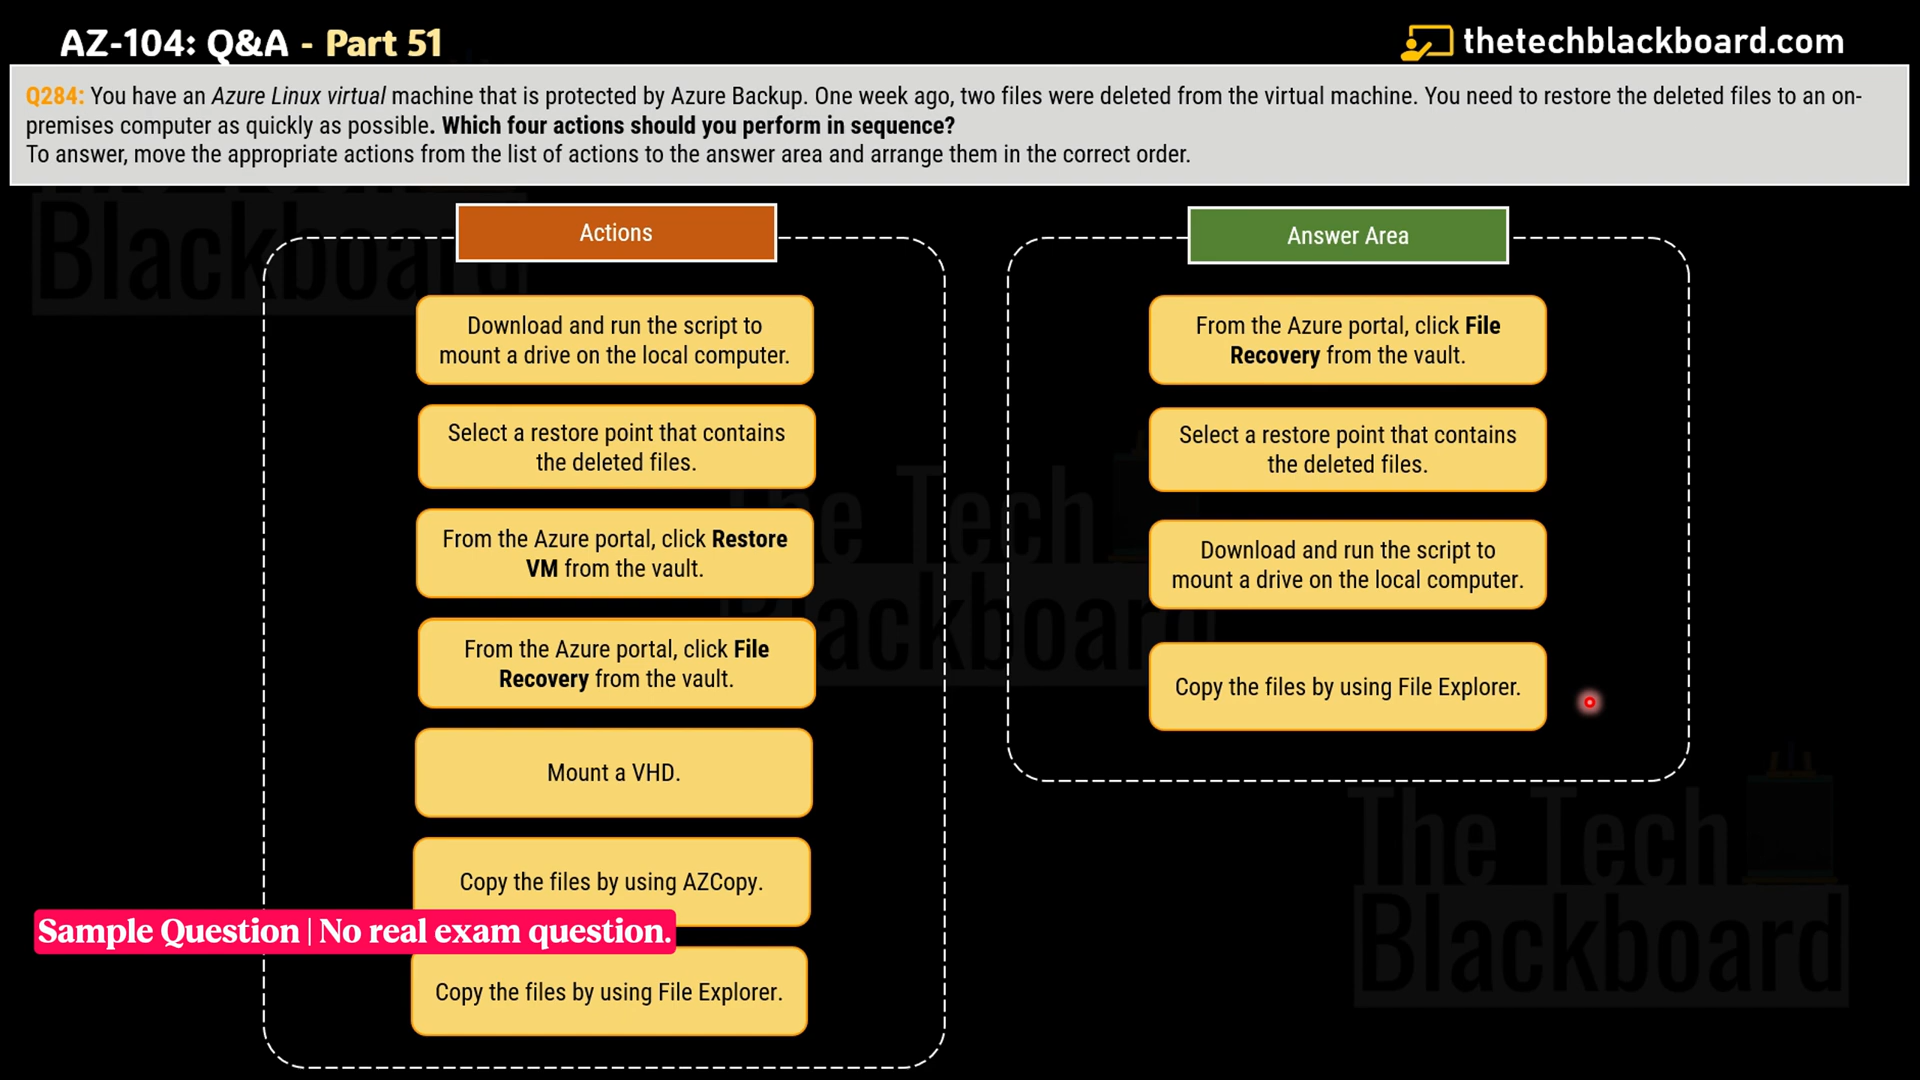 AZ-104: Q&A - Part 51
thetechblackboard.com
Q284: You have an Azure Linux virtual machine that is protected by Azure Backup. One week ago, two files were deleted from the virtual machine. You need to restore the deleted files to an on-
premises computer as quickly as possible. Which four actions should you perform in sequence?
To answer, move the appropriate actions from the list of actions to the answer area and arrange them in the correct order.
Actions
Download and run the script to
mount a drive on the local computer.
Select a restore point that contains
the deleted files.
From the Azure portal, click Restore
VM from the vault.
From the Azure portal, click File
Recovery from the vault.
Mount a VHD.
Copy the files by using AZCopy.
Sample Question | No real exam question.
Copy the files by using File Explorer.
Answer Area
From the Azure portal, click File
Recovery from the vault.
Select a restore point that contains
the deleted files.
Download and run the script to
mount a drive on the local computer.
Copy the files by using File Explorer.
Blackboard
The Tech
Blackboard
The Tech
Blackboard